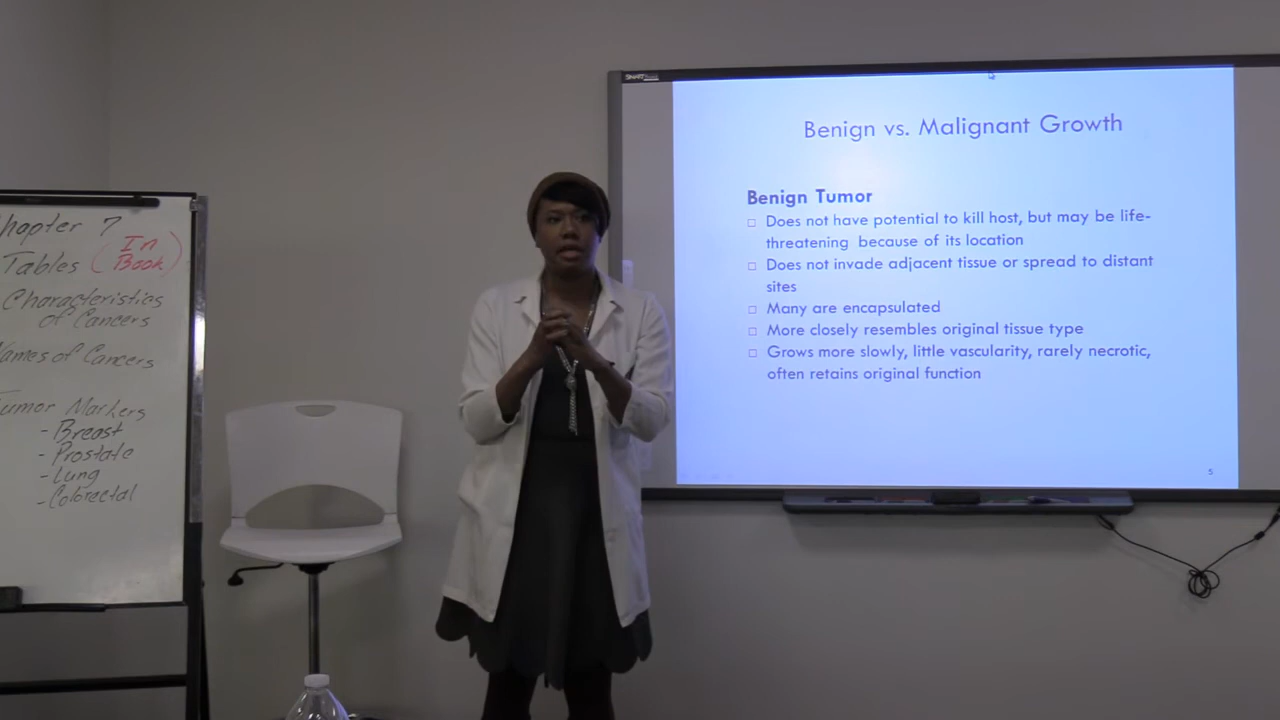 Chapter 7
Tables (In
Book)
Characteristics
of Cancers
Names of Cancers
Tumor Markers
- Breast
- Prostate
- Lung
- Colorectal
SMART
Benign vs. Malignant Growth
Benign Tumor
□ Does not have potential to kill host, but may be life-
threatening because of its location
□ Does not invade adjacent tissue or spread to distant
sites
□ Many are encapsulated
□ More closely resembles original tissue type
□ Grows more slowly, little vascularity, rarely necrotic,
often retains original function
5